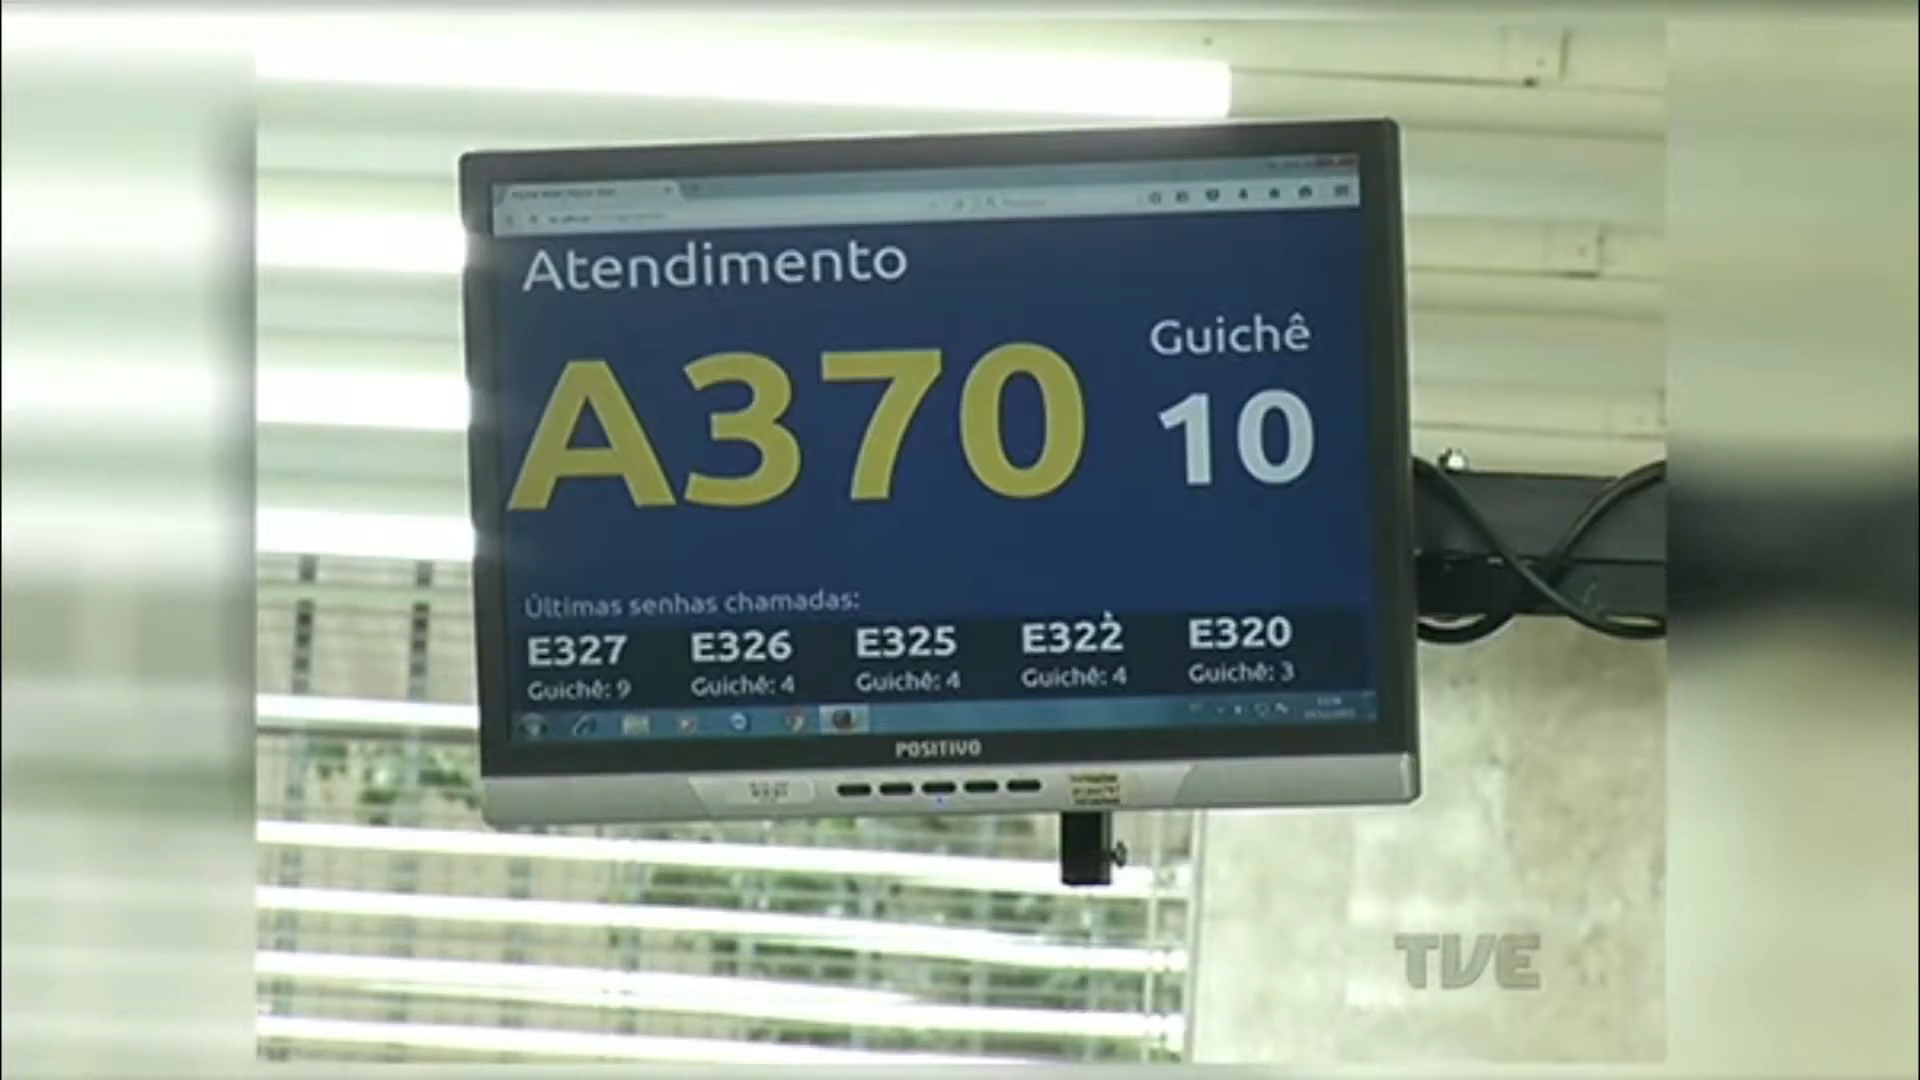 Atendimento
Guichê
A370
10
Últimas senhas chamadas:
E327 E326 E325 E322 E320
Guichê: 9 Guichê: 4 Guichê: 4 Guichê: 4 Guichê: 3
POSITIVO
TVE